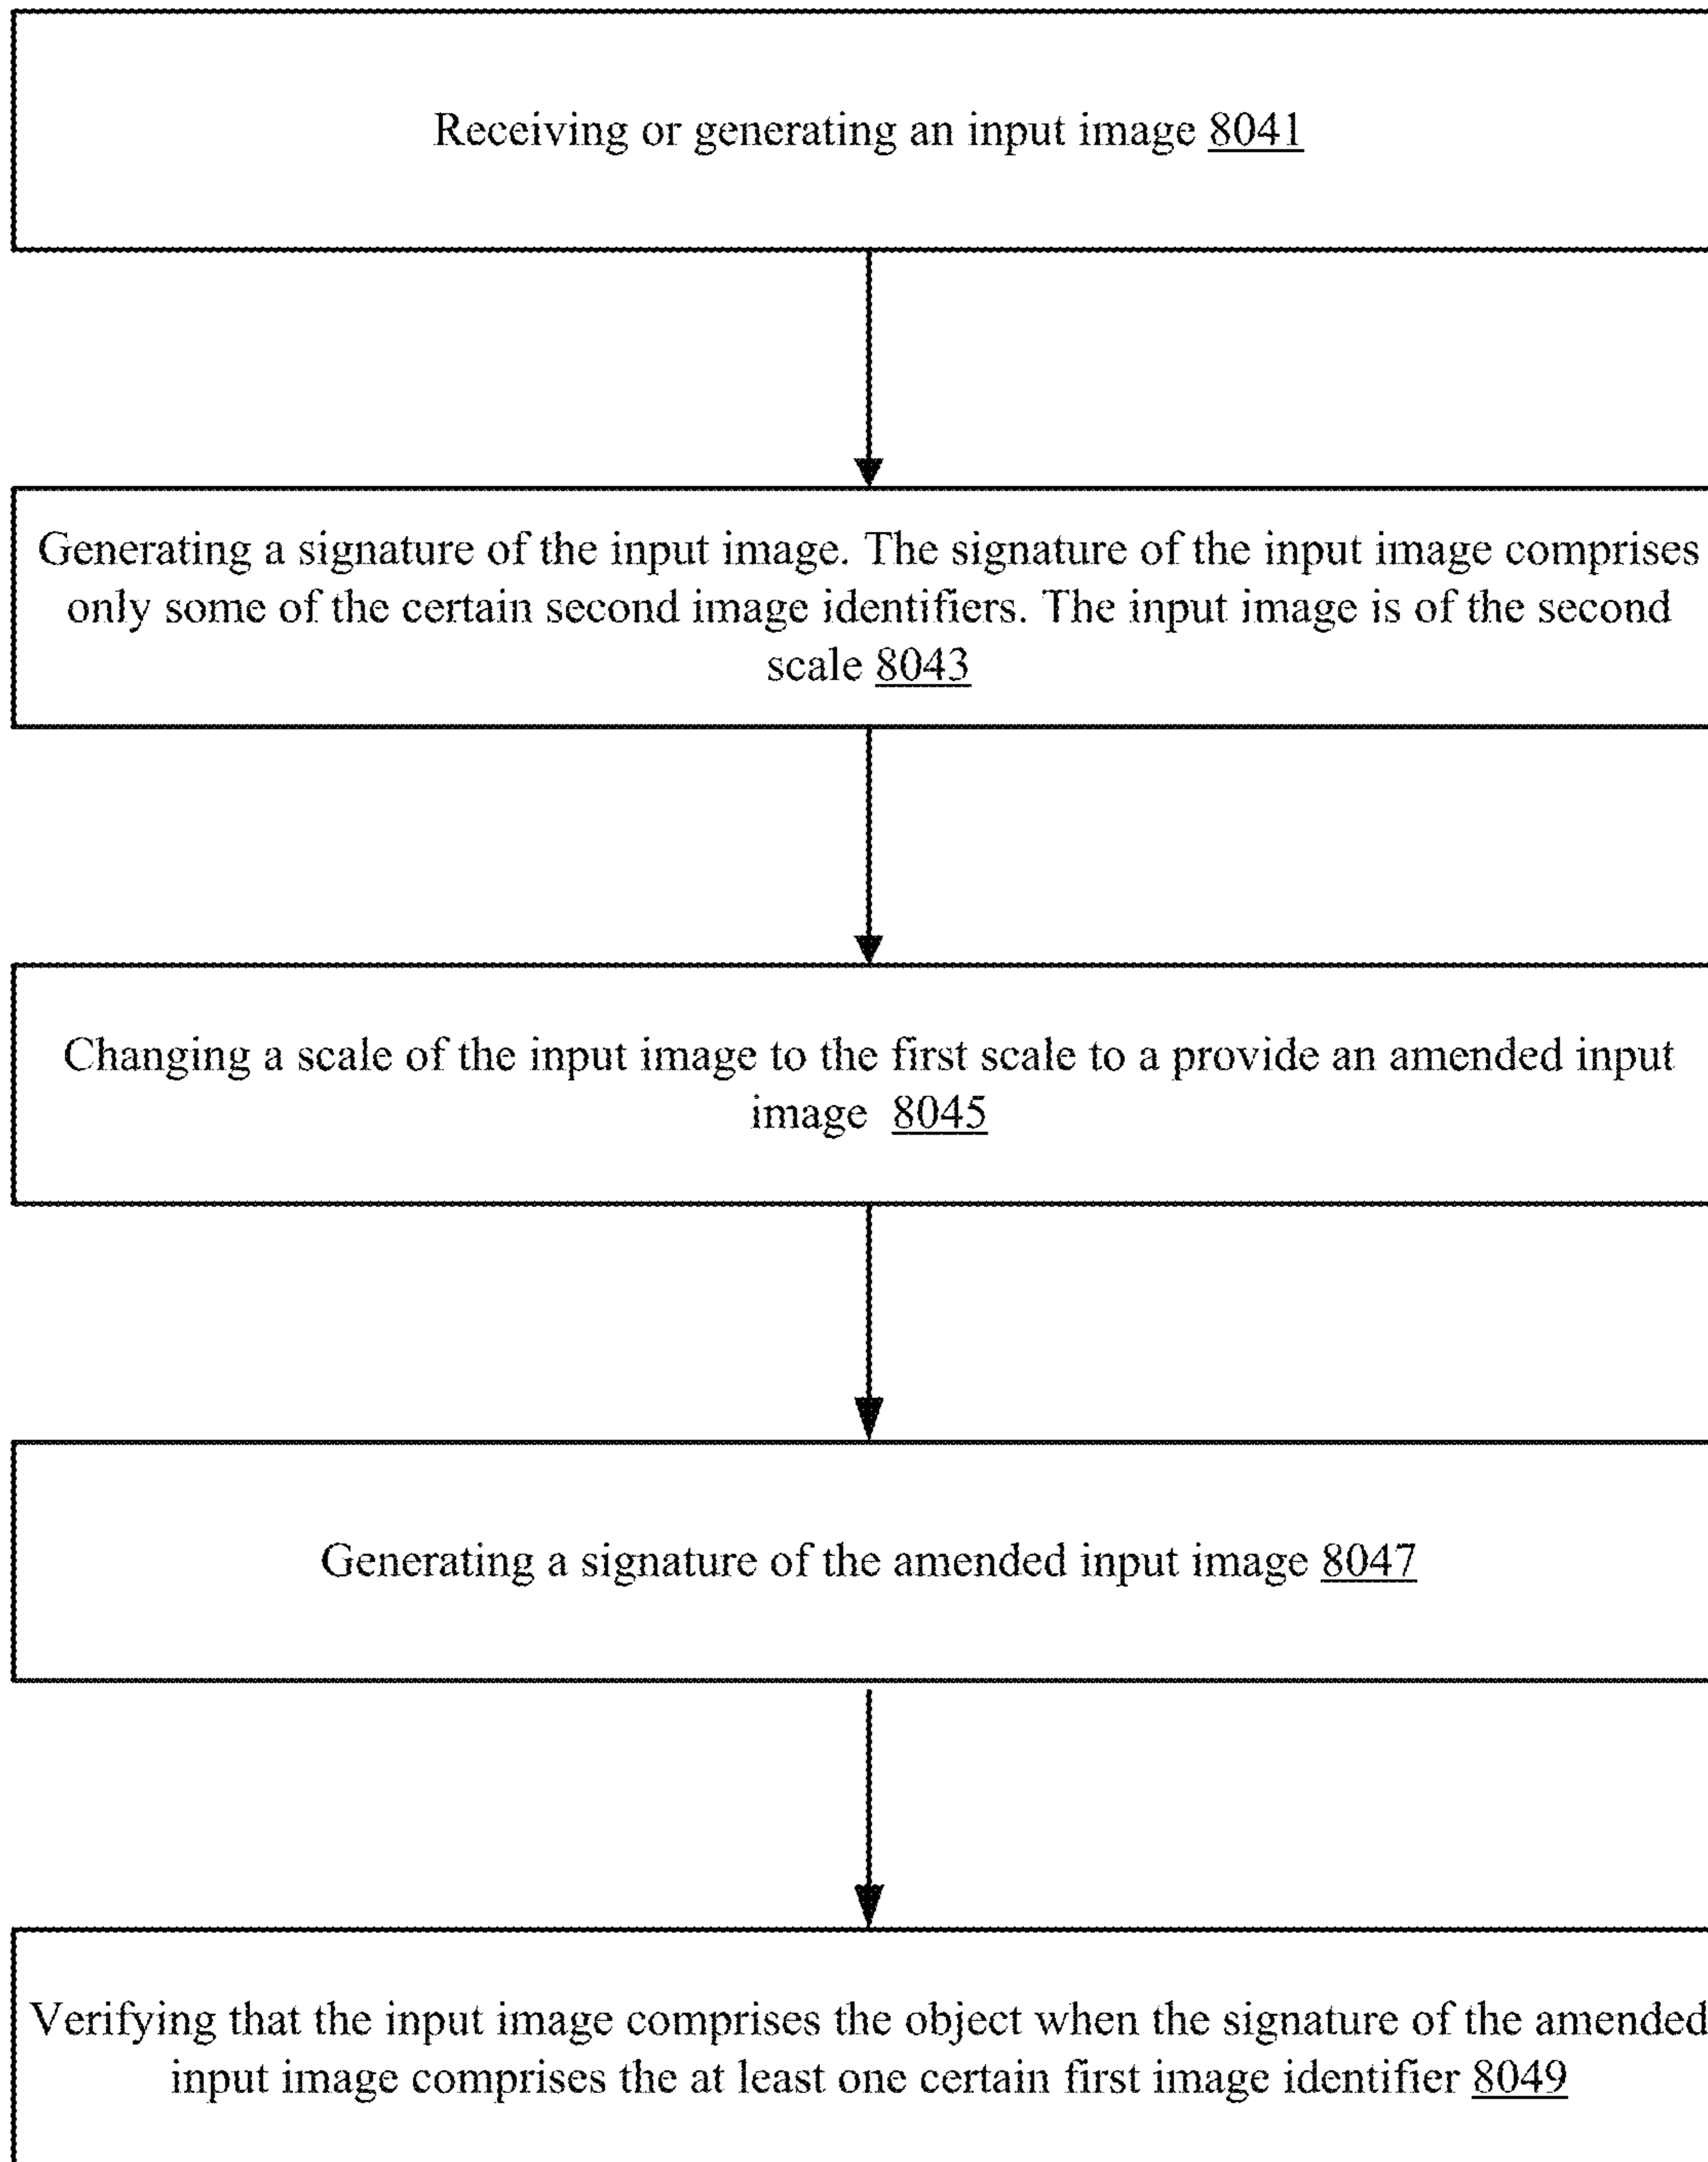 Receiving or generating an input image 8041
Generating a signature of the input image. The signature of the input image comprises
only some of the certain second image identifiers. The input image is of the second
scale 8043
Changing a scale of the input image to the first scale to a provide an amended input
image 8045
Generating a signature of the amended input image 8047
Verifying that the input image comprises the object when the signature of the amended
input image comprises the at least one certain first image identifier 8049